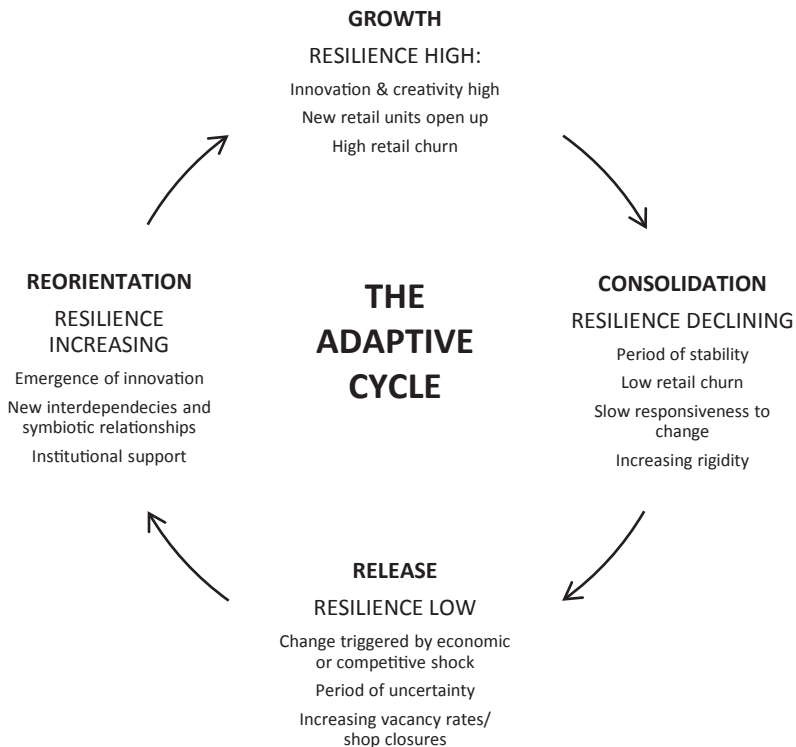 GROWTH
RESILIENCE HIGH:
Innovation & creativity high
New retail units open up
High retail churn
REORIENTATION
RESILIENCE
INCREASING
Emergence of innovation
New interdependecies and
symbiotic relationships
Institutional support
THE
ADAPTIVE
CYCLE
CONSOLIDATION
RESILIENCE DECLINING
Period of stability
Low retail churn
Slow responsiveness to
change
Increasing rigidity
RELEASE
RESILIENCE LOW
Change triggered by economic
or competitive shock
Period of uncertainty
Increasing vacancy rates/
shop closures